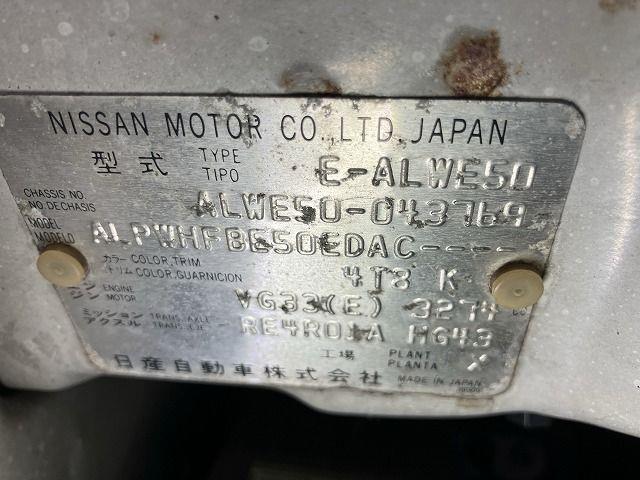 NISSAN MOTOR CO.,LTD.JAPAN
型式 TYPE TIPO E-ALWE50
CHASSIS NO. NO.DECHASIS ALWE50-043769
MODEL MODELO ALPWHFBE50EDAC----
カラー COLOR,TRIM
トリム COLOR,GUARNICION 4T8 K
エンジン ENGINE MOTOR VG33(E) 3274 cc
ミッション TRANS. AXLE
アクスル TRANS. RE4R01A HG43
工場 PLANT PLANTA X
日産自動車株式会社 MADE IN JAPAN